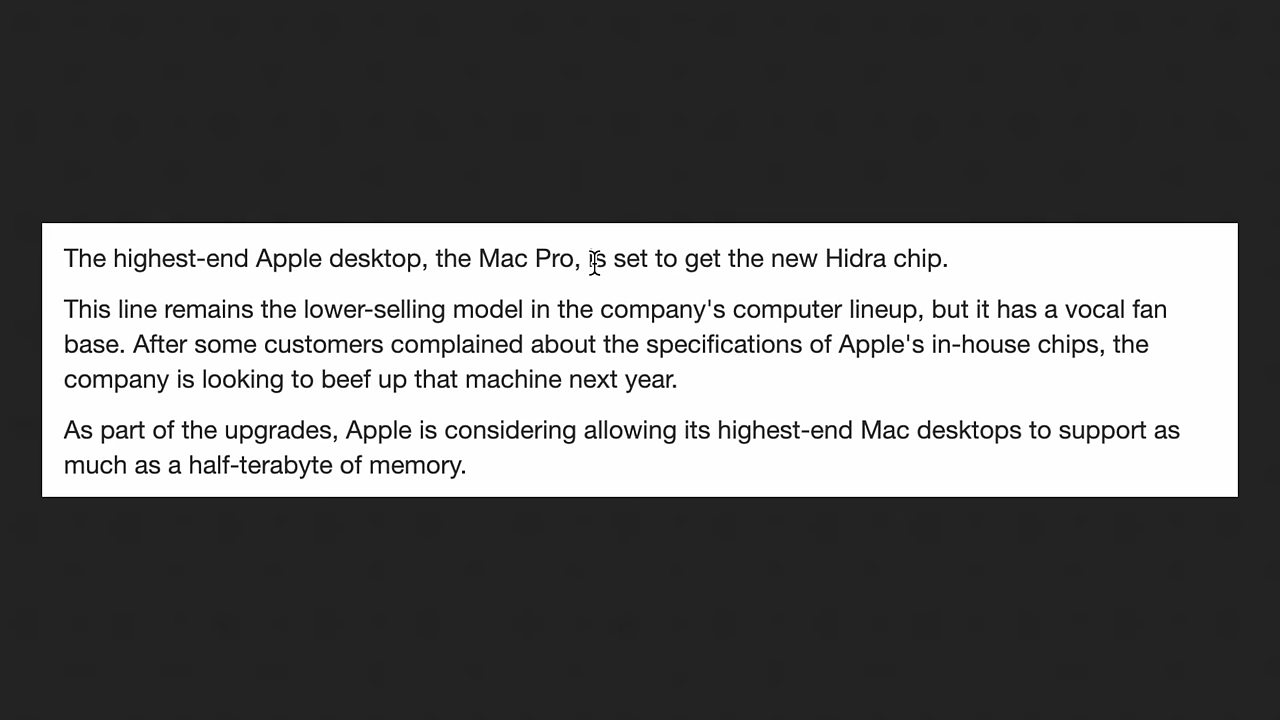 The highest-end Apple desktop, the Mac Pro, is set to get the new Hidra chip.
This line remains the lower-selling model in the company's computer lineup, but it has a vocal fan
base. After some customers complained about the specifications of Apple's in-house chips, the
company is looking to beef up that machine next year.
As part of the upgrades, Apple is considering allowing its highest-end Mac desktops to support as
much as a half-terabyte of memory.